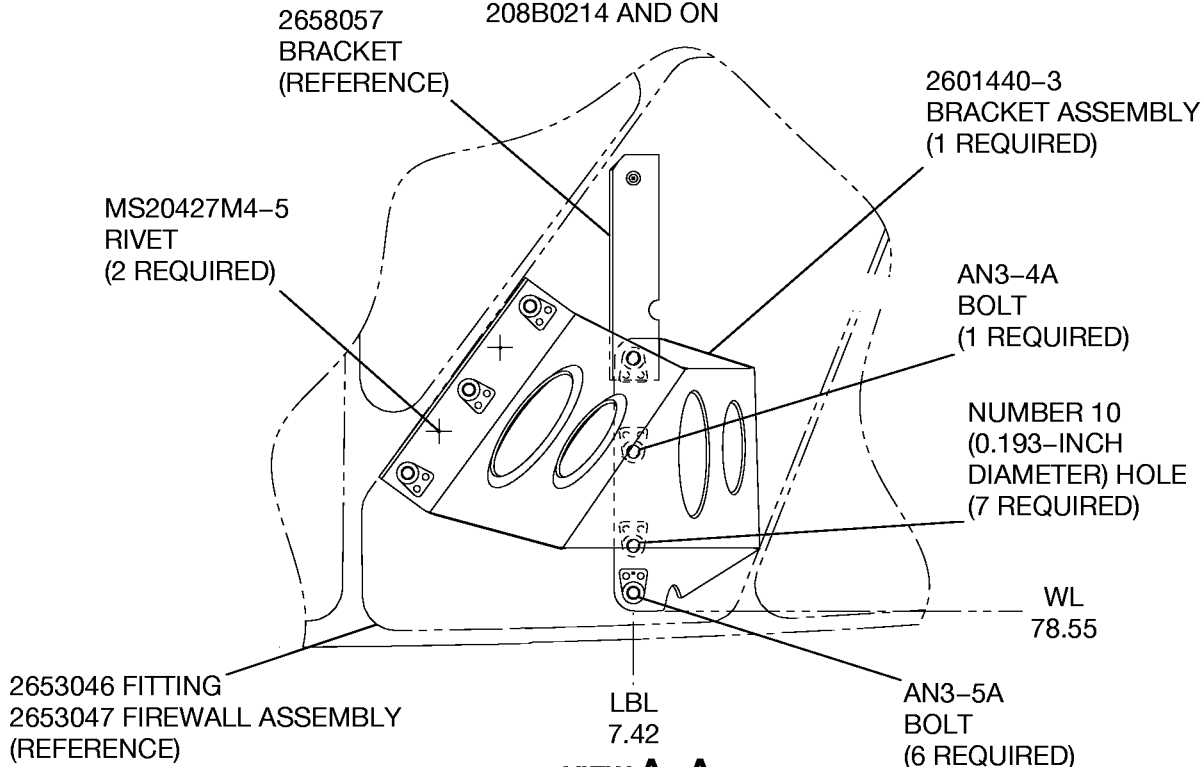 208B0214 AND ON
2658057
BRACKET
(REFERENCE)
2601440-3
BRACKET ASSEMBLY
(1 REQUIRED)
MS20427M4-5
RIVET
(2 REQUIRED)
AN3-4A
BOLT
(1 REQUIRED)
NUMBER 10
(0.193-INCH
DIAMETER) HOLE
(7 REQUIRED)
WL
78.55
2653046 FITTING
2653047 FIREWALL ASSEMBLY
(REFERENCE)
LBL
7.42
AN3-5A
BOLT
(6 REQUIRED)
VIEW A-A